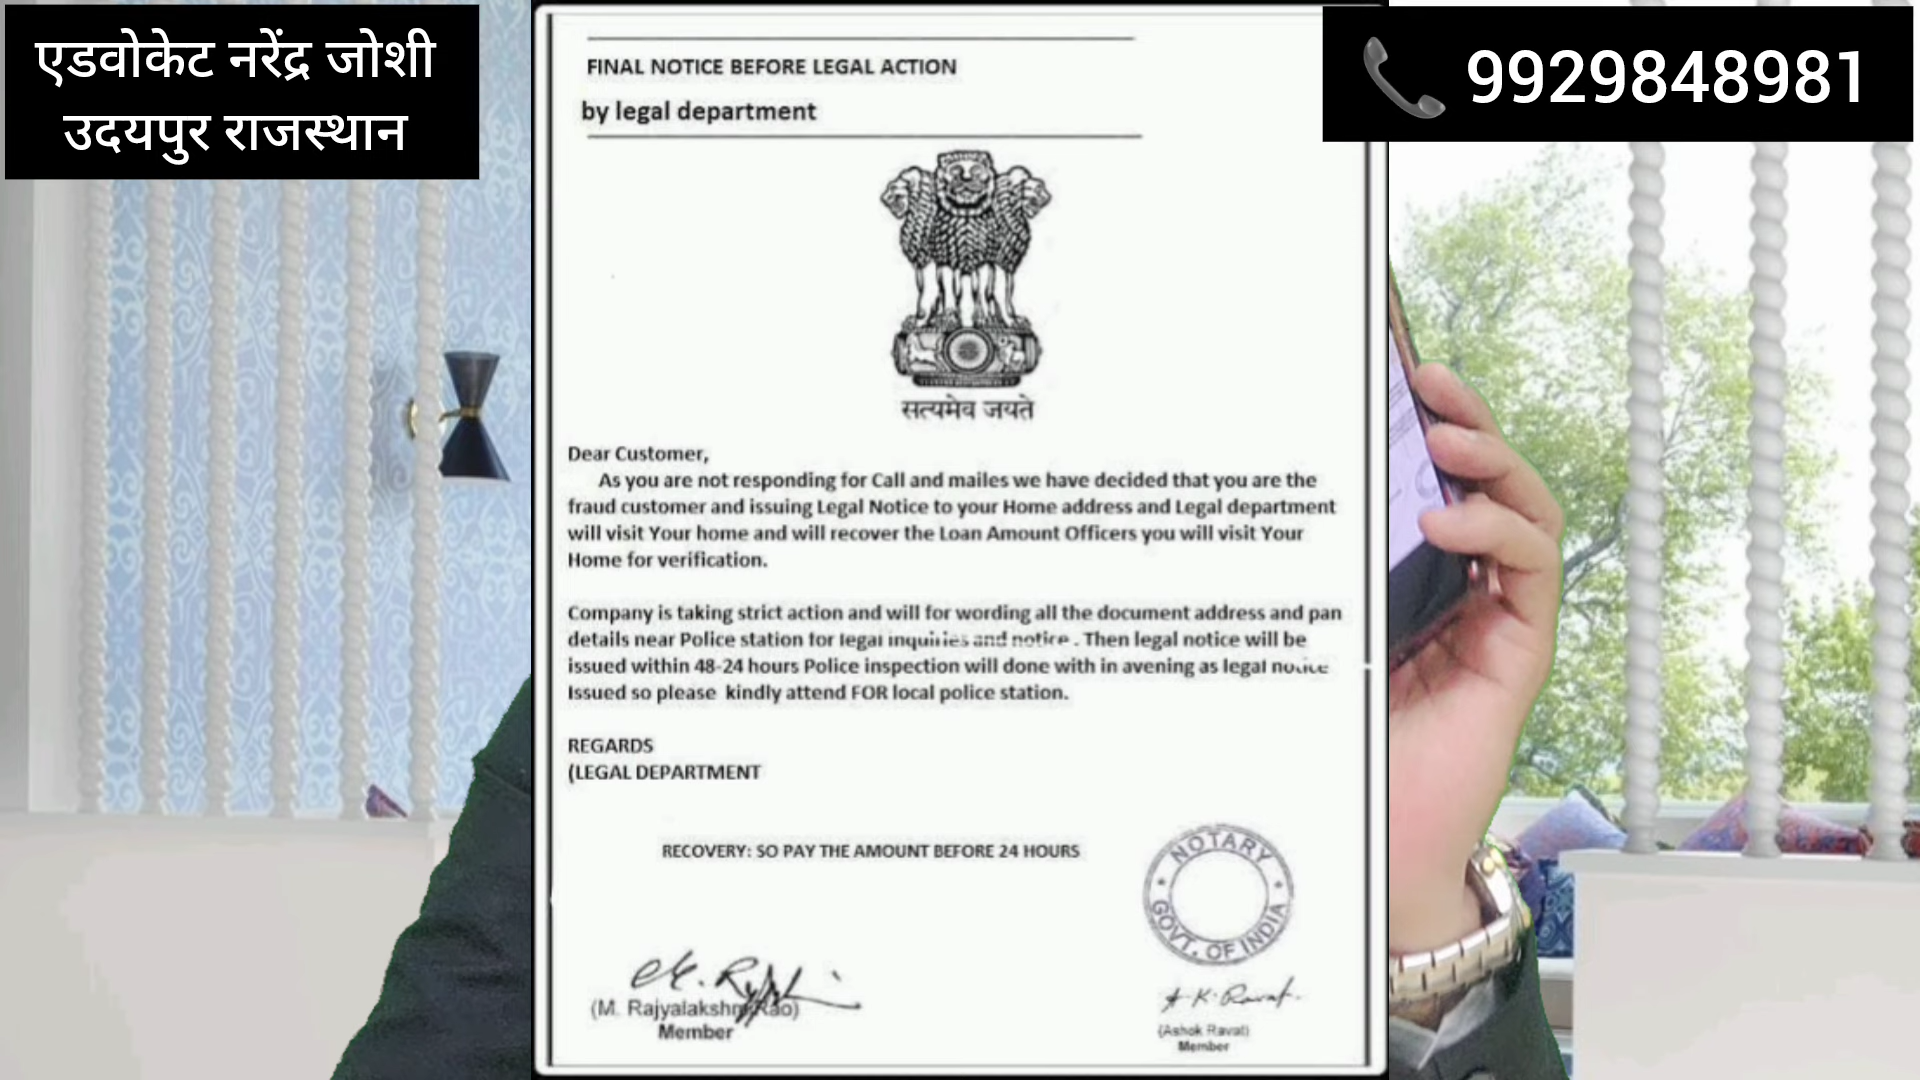 एडवोकेट नरेंद्र जोशी
उदयपुर राजस्थान
9929848981
FINAL NOTICE BEFORE LEGAL ACTION
by legal department
सत्यमेव जयते
Dear Customer,
As you are not responding for Call and mailes we have decided that you are the
fraud customer and issuing Legal Notice to your Home address and Legal department
will visit Your home and will recover the Loan Amount Officers you will visit Your
Home for verification.
Company is taking strict action and will for wording all the document address and pan
details near Police station for legal inquiries and notice . Then legal notice will be
issued within 48-24 hours Police inspection will done with in avening as legal notice
Issued so please kindly attend FOR local police station.
REGARDS
(LEGAL DEPARTMENT
RECOVERY: SO PAY THE AMOUNT BEFORE 24 HOURS
NOTARY
GOVT. OF INDIA
(M. Rajyalakshmi Rao)
Member
A.K. Raval
(Ashok Raval)
Member